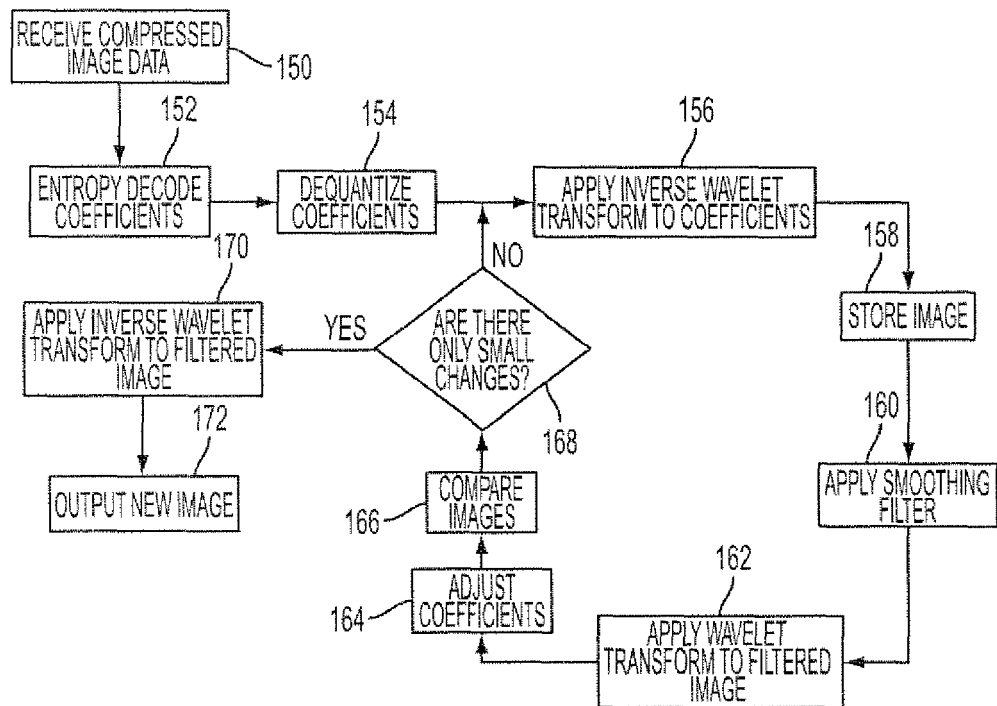 RECEIVE COMPRESSED
IMAGE DATA
150
152
154
156
ENTROPY DECODE
COEFFICIENTS
DEQUANTIZE
COEFFICIENTS
APPLY INVERSE WAVELET
TRANSFORM TO COEFFICIENTS
158
STORE IMAGE
NO
170
YES
APPLY INVERSE WAVELET
TRANSFORM TO FILTERED
IMAGE
ARE THERE
ONLY SMALL
CHANGES?
168
160
APPLY SMOOTHING
FILTER
172
OUTPUT NEW IMAGE
166
COMPARE
IMAGES
164
ADJUST
COEFFICIENTS
162
APPLY WAVELET
TRANSFORM TO FILTERED
IMAGE